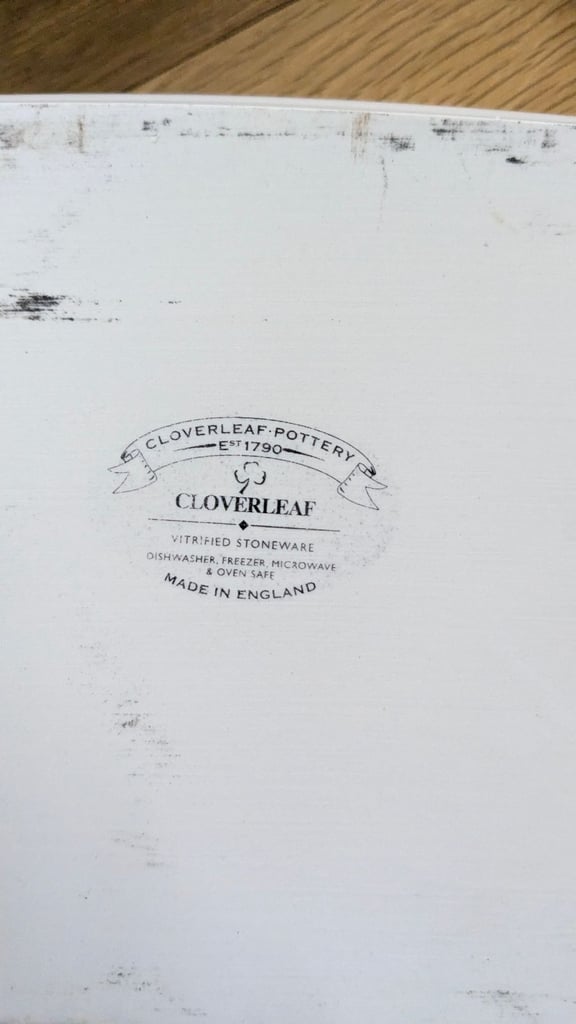 CLOVERLEAF·POTTERY
EST 1790
CLOVERLEAF
VITRIFIED STONEWARE
DISHWASHER, FREEZER, MICROWAVE
& OVEN SAFE
MADE IN ENGLAND